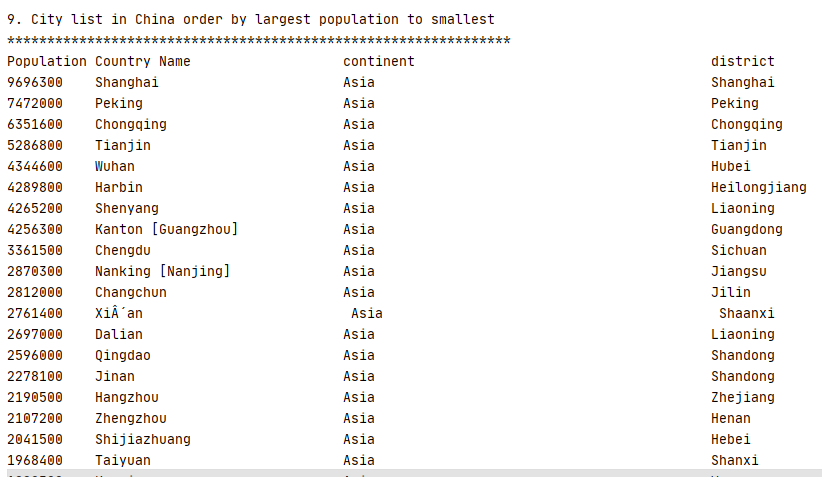 9. City list in China order by largest population to smallest
***************************************************************
Population Country Name continent district
9696300 Shanghai Asia Shanghai
7472000 Peking Asia Peking
6351600 Chongqing Asia Chongqing
5286800 Tianjin Asia Tianjin
4344600 Wuhan Asia Hubei
4289800 Harbin Asia Heilongjiang
4265200 Shenyang Asia Liaoning
4256300 Kanton [Guangzhou] Asia Guangdong
3361500 Chengdu Asia Sichuan
2870300 Nanking [Nanjing] Asia Jiangsu
2812000 Changchun Asia Jilin
2761400 XiÂ´an Asia Shaanxi
2697000 Dalian Asia Liaoning
2596000 Qingdao Asia Shandong
2278100 Jinan Asia Shandong
2190500 Hangzhou Asia Zhejiang
2107200 Zhengzhou Asia Henan
2041500 Shijiazhuang Asia Hebei
1968400 Taiyuan Asia Shanxi